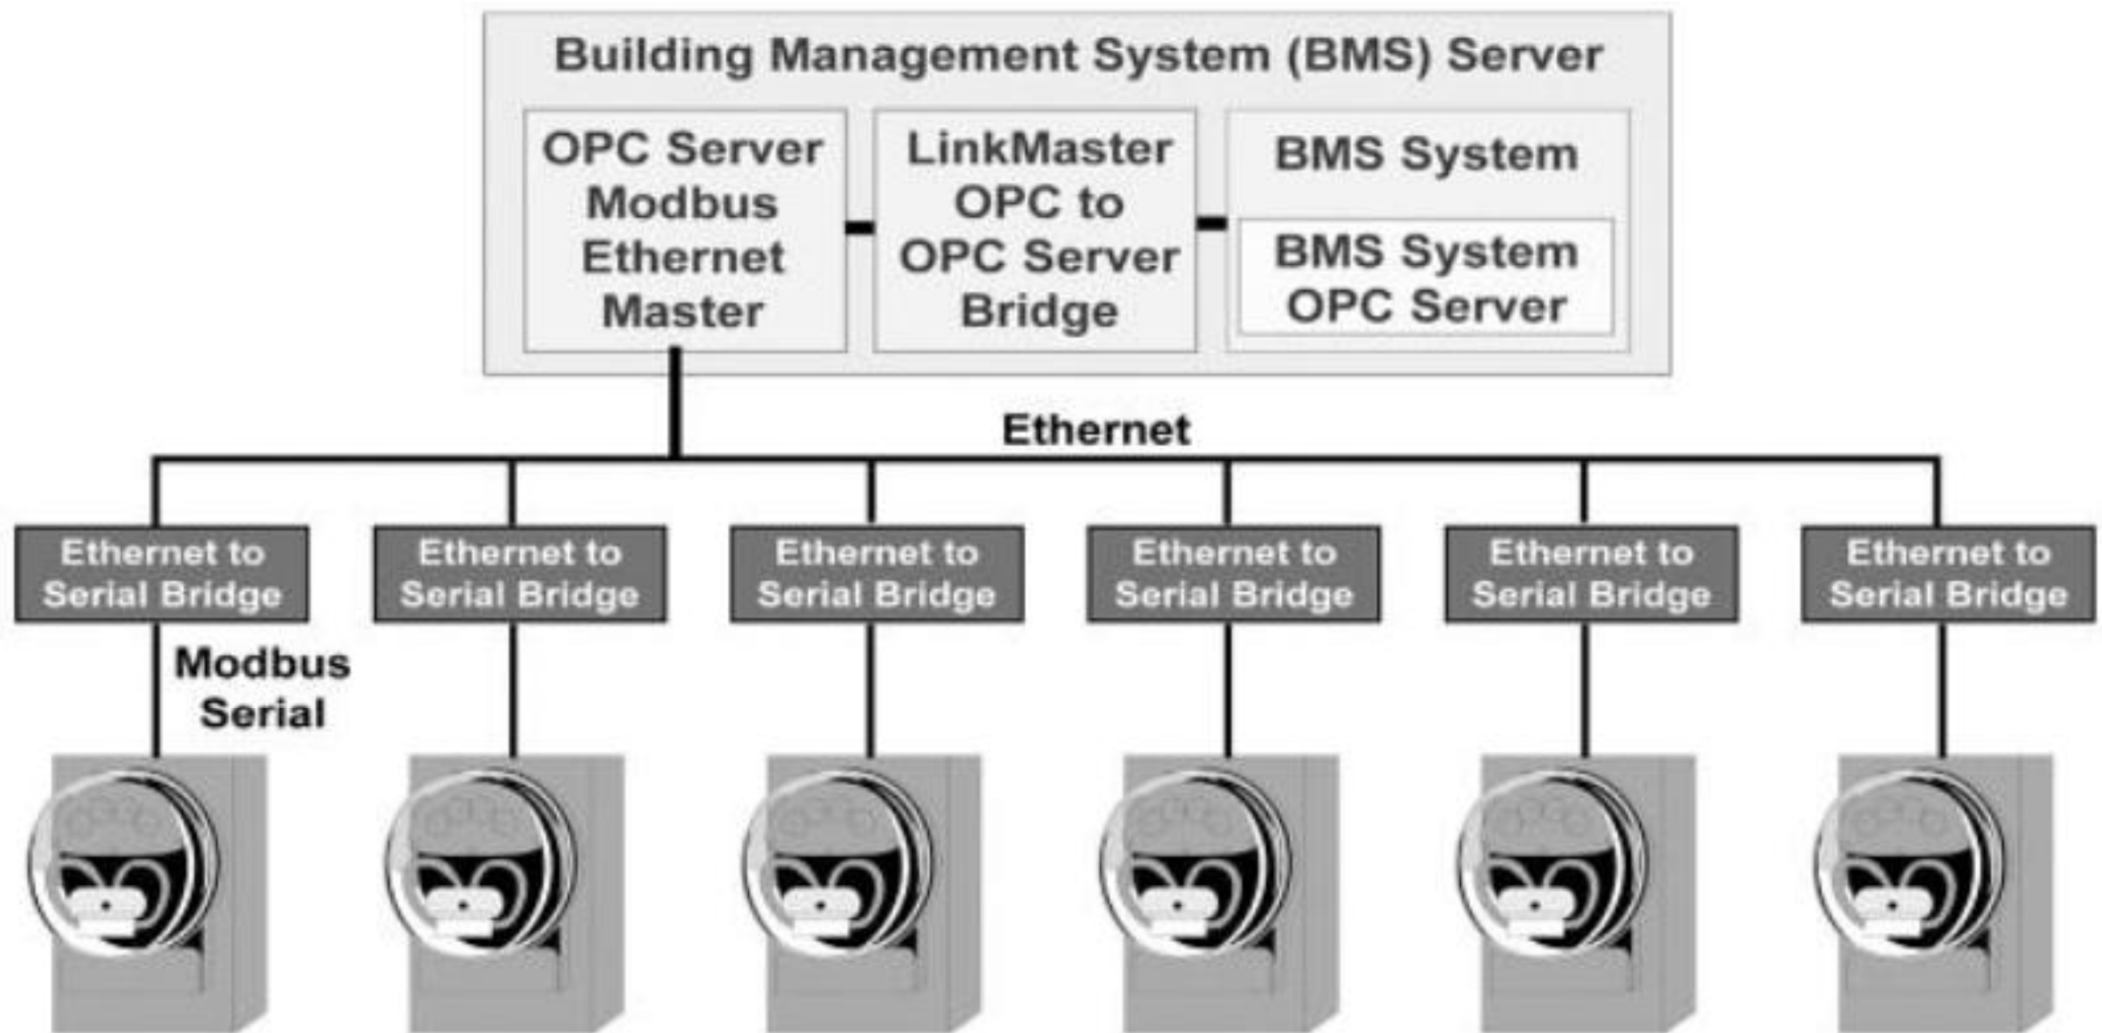 Building Management System (BMS) Server
OPC Server
Modbus
Ethernet
Master
LinkMaster
OPC to
OPC Server
Bridge
BMS System
BMS System
OPC Server
Ethernet
Ethernet to
Serial Bridge
Ethernet to
Serial Bridge
Ethernet to
Serial Bridge
Ethernet to
Serial Bridge
Ethernet to
Serial Bridge
Ethernet to
Serial Bridge
Modbus
Serial